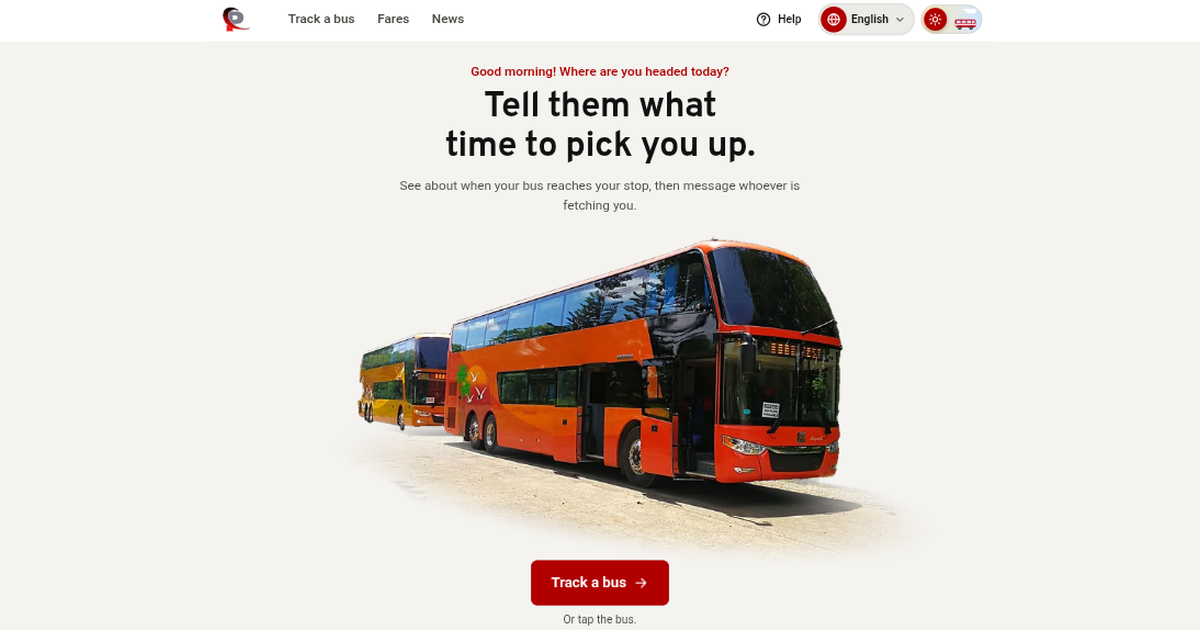 Track a bus
Fares
News
Help
English
Good morning! Where are you headed today?
Tell them what
time to pick you up.
See about when your bus reaches your stop, then message whoever is
fetching you.
Track a bus →
Or tap the bus.